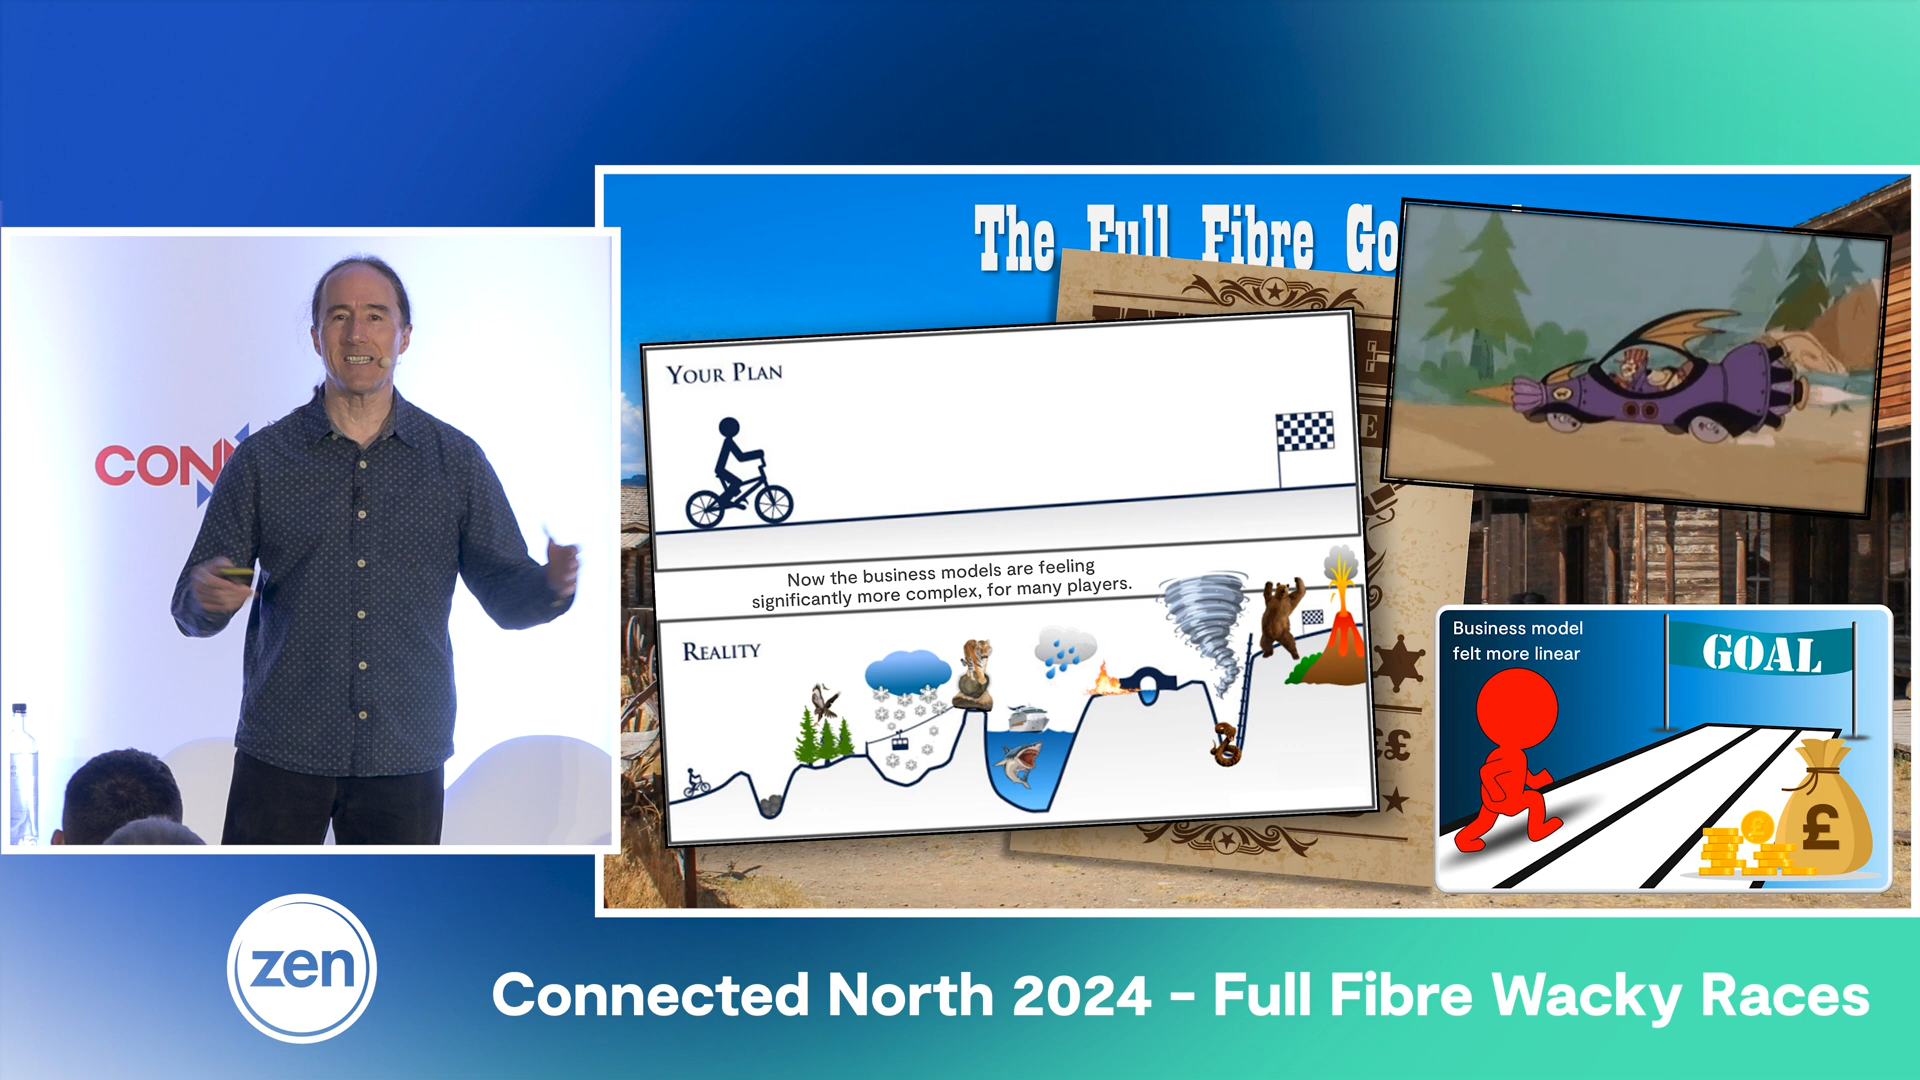 The Full Fibre Go
YOUR PLAN
Now the business models are feeling
significantly more complex, for many players.
REALITY
Business model
felt more linear
GOAL
£
£
££
E
CONN
zen
Connected North 2024 - Full Fibre Wacky Races